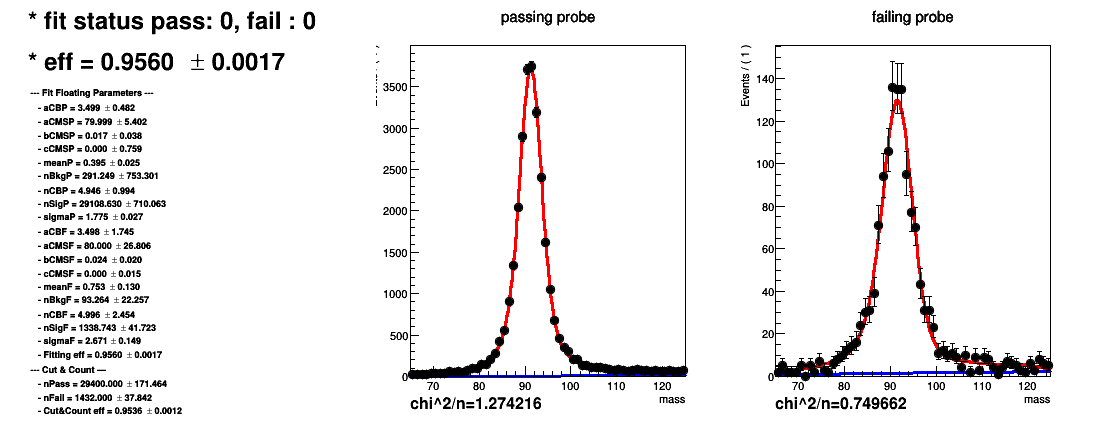 * fit status pass: 0, fail : 0
* eff = 0.9560 ± 0.0017
--- Fit Floating Parameters ---
- aCBP = 3.499 ± 0.482
- aCMSP = 79.999 ± 5.402
- bCMSP = 0.017 ± 0.038
- cCMSP = 0.000 ± 0.759
- meanP = 0.395 ± 0.025
- nBkgP = 291.249 ± 753.301
- nCBP = 4.946 ± 0.994
- nSigP = 29108.630 ± 710.063
- sigmaP = 1.775 ± 0.027
- aCBF = 3.498 ± 1.745
- aCMSF = 80.000 ± 26.806
- bCMSF = 0.024 ± 0.020
- cCMSF = 0.000 ± 0.015
- meanF = 0.753 ± 0.130
- nBkgF = 93.264 ± 22.257
- nCBF = 4.996 ± 2.454
- nSigF = 1338.743 ± 41.723
- sigmaF = 2.671 ± 0.149
- Fitting eff = 0.9560 ± 0.0017
--- Cut & Count ---
- nPass = 29400.000 ± 171.464
- nFail = 1432.000 ± 37.842
- Cut&Count eff = 0.9536 ± 0.0012
passing probe
3500
3000
2500
2000
1500
1000
500
0
70 80 90 100 110 120
mass
chi^2/n=1.274216
failing probe
Events / ( 1 )
140
120
100
80
60
40
20
0
70 80 90 100 110 120
mass
chi^2/n=0.749662